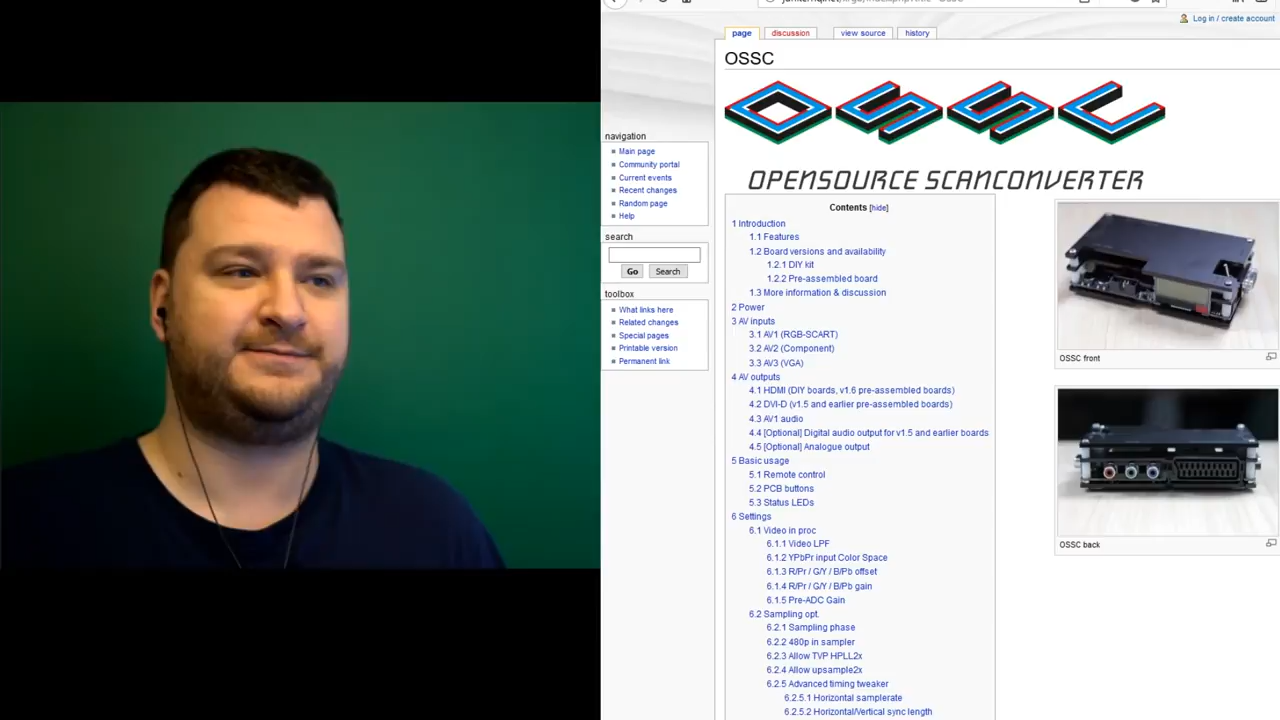 Log in / create account
page
discussion
view source
history
OSSC
OSSC
OPENSOURCE SCANCONVERTER
navigation
Main page
Community portal
Current events
Recent changes
Random page
Help
search
Go
Search
toolbox
What links here
Related changes
Special pages
Printable version
Permanent link
Contents [hide]
1 Introduction
1.1 Features
1.2 Board versions and availability
1.2.1 DIY kit
1.2.2 Pre-assembled board
1.3 More information & discussion
2 Power
3 AV inputs
3.1 AV1 (RGB-SCART)
3.2 AV2 (Component)
3.3 AV3 (VGA)
4 AV outputs
4.1 HDMI (DIY boards, v1.6 pre-assembled boards)
4.2 DVI-D (v1.5 and earlier pre-assembled boards)
4.3 AV1 audio
4.4 [Optional] Digital audio output for v1.5 and earlier boards
4.5 [Optional] Analogue output
5 Basic usage
5.1 Remote control
5.2 PCB buttons
5.3 Status LEDs
6 Settings
6.1 Video in proc
6.1.1 Video LPF
6.1.2 YPbPr input Color Space
6.1.3 R/Pr / G/Y / B/Pb offset
6.1.4 R/Pr / G/Y / B/Pb gain
6.1.5 Pre-ADC Gain
6.2 Sampling opt.
6.2.1 Sampling phase
6.2.2 480p in sampler
6.2.3 Allow TVP HPLL2x
6.2.4 Allow upsample2x
6.2.5 Advanced timing tweaker
6.2.5.1 Horizontal samplerate
6.2.5.2 Horizontal/Vertical sync length
OSSC front
OSSC back